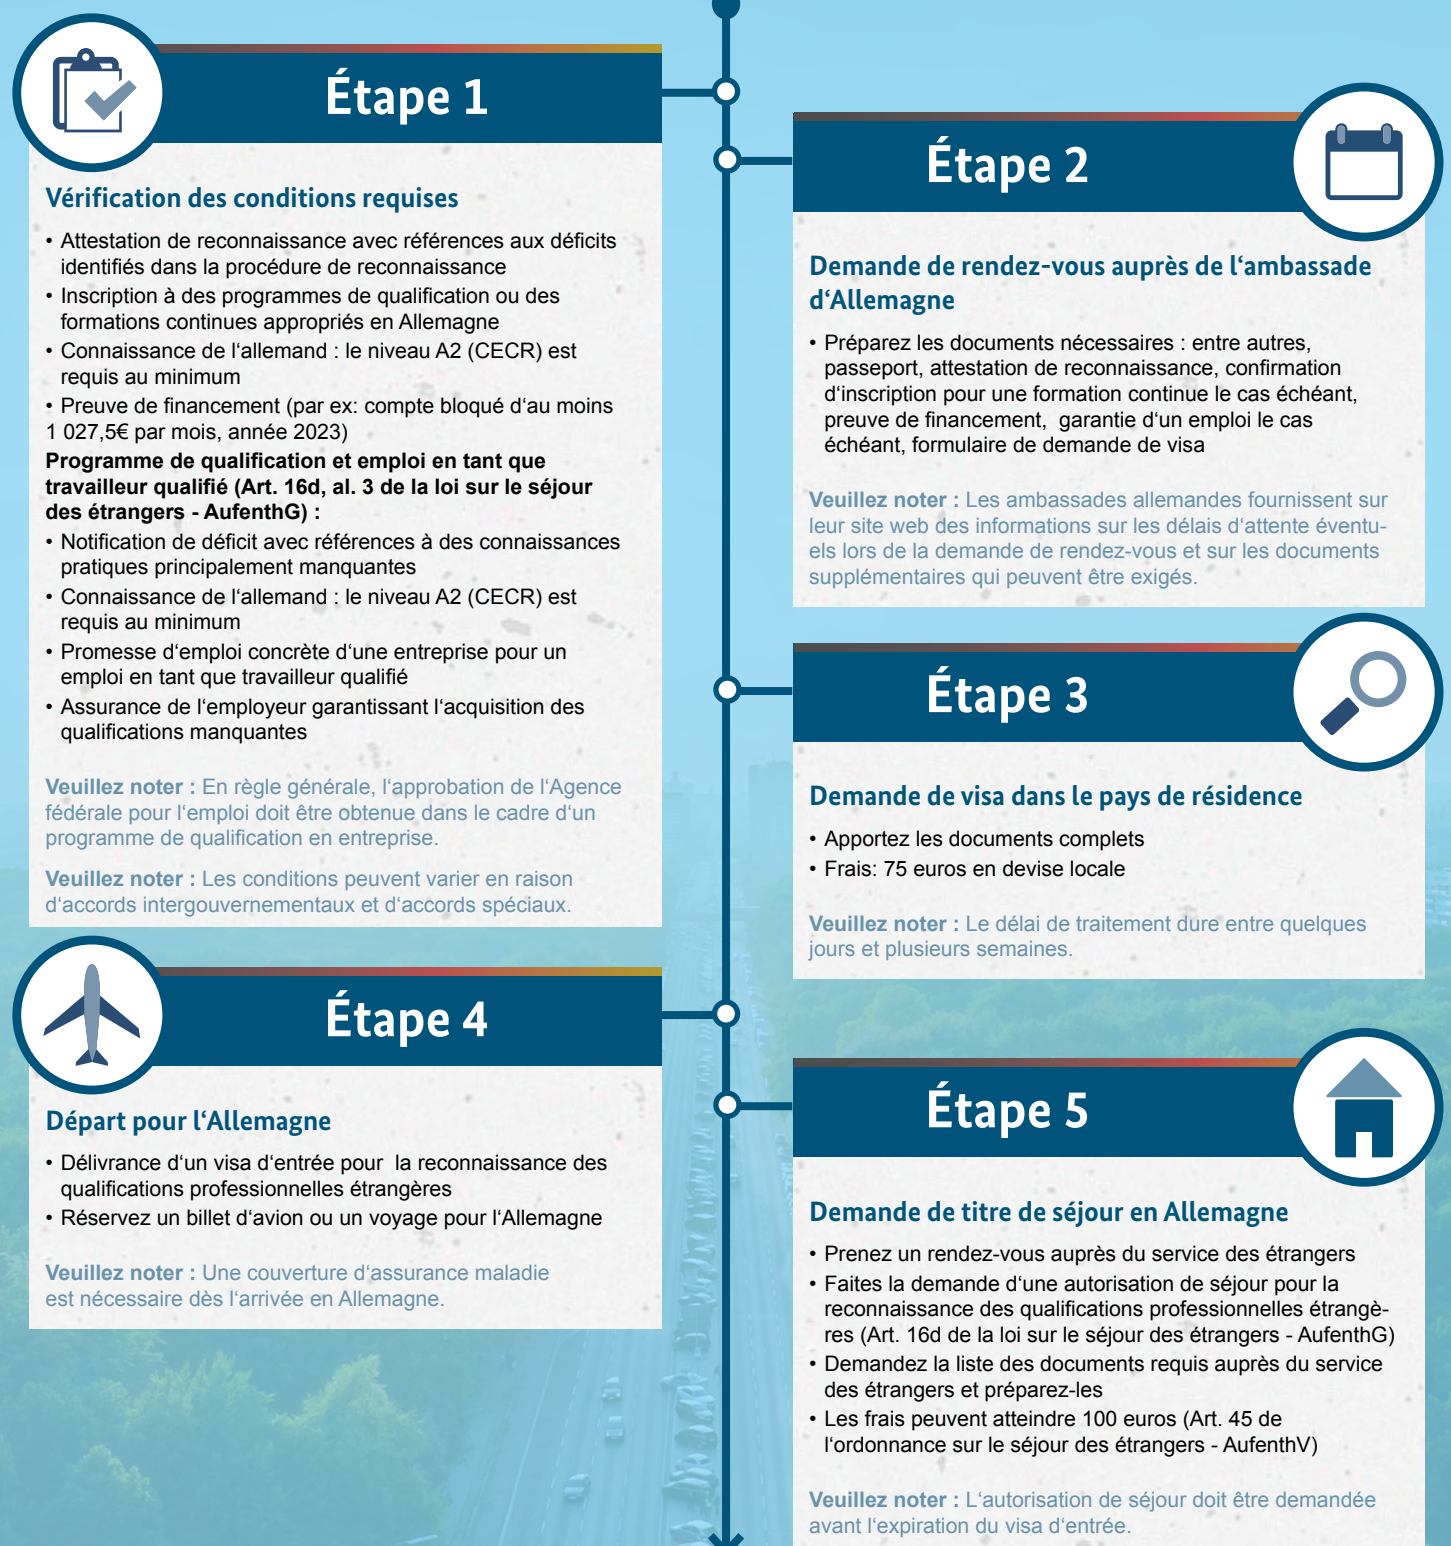 Étape 1
Vérification des conditions requises
• Attestation de reconnaissance avec références aux déficits
identifiés dans la procédure de reconnaissance
• Inscription à des programmes de qualification ou des
formations continues appropriés en Allemagne
• Connaissance de l‘allemand : le niveau A2 (CECR) est
requis au minimum
• Preuve de financement (par ex: compte bloqué d‘au moins
1 027,5€ par mois, année 2023)
Programme de qualification et emploi en tant que
travailleur qualifié (Art. 16d, al. 3 de la loi sur le séjour
des étrangers - AufenthG) :
• Notification de déficit avec références à des connaissances
pratiques principalement manquantes
• Connaissance de l‘allemand : le niveau A2 (CECR) est
requis au minimum
• Promesse d‘emploi concrète d‘une entreprise pour un
emploi en tant que travailleur qualifié
• Assurance de l‘employeur garantissant l‘acquisition des
qualifications manquantes
Veuillez noter : En règle générale, l‘approbation de l‘Agence
fédérale pour l‘emploi doit être obtenue dans le cadre d‘un
programme de qualification en entreprise.
Veuillez noter : Les conditions peuvent varier en raison
d‘accords intergouvernementaux et d‘accords spéciaux.
Étape 2
Demande de rendez-vous auprès de l‘ambassade
d‘Allemagne
• Préparez les documents nécessaires : entre autres,
passeport, attestation de reconnaissance, confirmation
d‘inscription pour une formation continue le cas échéant,
preuve de financement, garantie d‘un emploi le cas
échéant, formulaire de demande de visa
Veuillez noter : Les ambassades allemandes fournissent sur
leur site web des informations sur les délais d‘attente éventu-
els lors de la demande de rendez-vous et sur les documents
supplémentaires qui peuvent être exigés.
Étape 3
Demande de visa dans le pays de résidence
• Apportez les documents complets
• Frais: 75 euros en devise locale
Veuillez noter : Le délai de traitement dure entre quelques
jours et plusieurs semaines.
Étape 4
Départ pour l‘Allemagne
• Délivrance d‘un visa d‘entrée pour la reconnaissance des
qualifications professionnelles étrangères
• Réservez un billet d‘avion ou un voyage pour l‘Allemagne
Veuillez noter : Une couverture d‘assurance maladie
est nécessaire dès l‘arrivée en Allemagne.
Étape 5
Demande de titre de séjour en Allemagne
• Prenez un rendez-vous auprès du service des étrangers
• Faites la demande d‘une autorisation de séjour pour la
reconnaissance des qualifications professionnelles étrangè-
res (Art. 16d de la loi sur le séjour des étrangers - AufenthG)
• Demandez la liste des documents requis auprès du service
des étrangers et préparez-les
• Les frais peuvent atteindre 100 euros (Art. 45 de
l‘ordonnance sur le séjour des étrangers - AufenthV)
Veuillez noter : L‘autorisation de séjour doit être demandée
avant l‘expiration du visa d‘entrée.